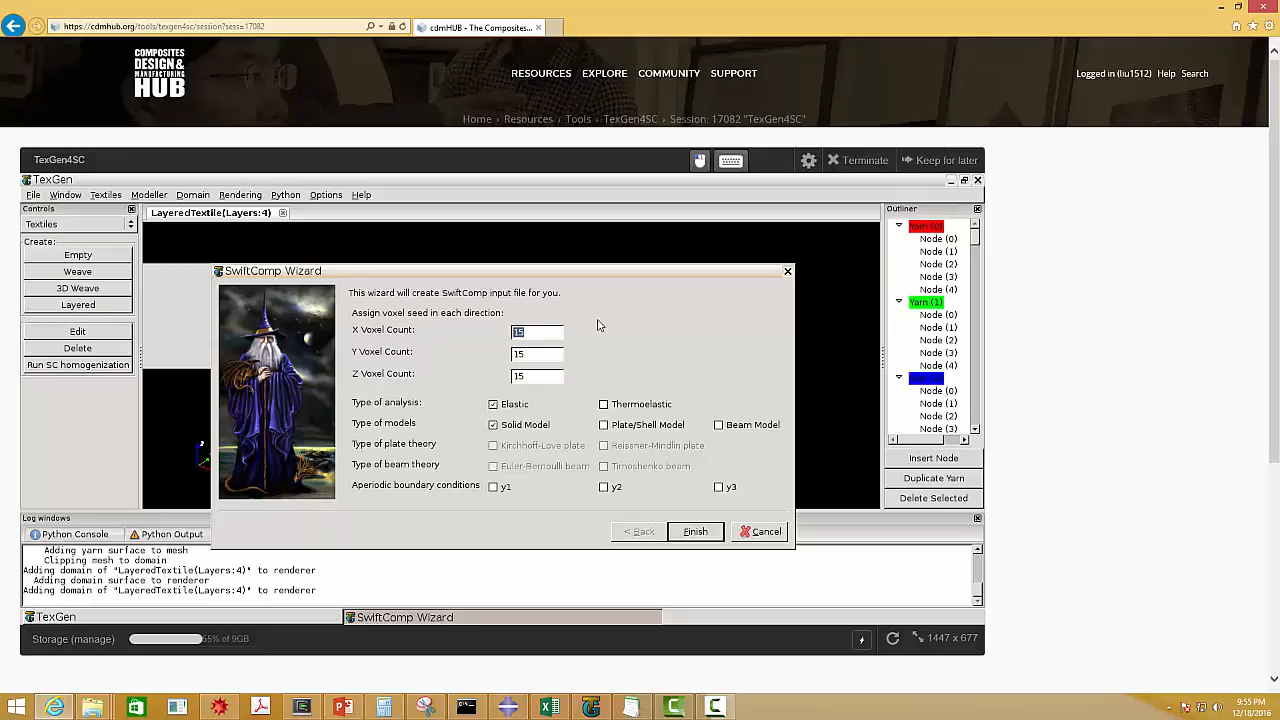 https://cdmhub.org/tools/texgen4sc/session?sess=17082
cdmHUB - The Composites...
COMPOSITES
DESIGN &
MANUFACTURING
HUB
RESOURCES EXPLORE COMMUNITY SUPPORT
Logged in (liu1512) Help Search
Home › Resources › Tools › TexGen4SC › Session: 17082 "TexGen4SC"
TexGen4SC
Terminate
Keep for later
TexGen
File Window Textiles Modeller Domain Rendering Python Options Help
Controls
Textiles
Create:
Empty
Weave
3D Weave
Layered
Edit
Delete
Run SC homogenization
LayeredTextile(Layers:4)
SwiftComp Wizard
This wizard will create SwiftComp input file for you.
Assign voxel seed in each direction:
X Voxel Count: 15
Y Voxel Count: 15
Z Voxel Count: 15
Type of analysis: Elastic Thermoelastic
Type of models Solid Model Plate/Shell Model Beam Model
Type of plate theory Kirchhoff-Love plate Reissner-Mindlin plate
Type of beam theory Euler-Bernoulli beam Timoshenko beam
Aperiodic boundary conditions y1 y2 y3
< Back Finish Cancel
Outliner
Yarn (0)
Node (0)
Node (1)
Node (2)
Node (3)
Node (4)
Yarn (1)
Node (0)
Node (1)
Node (2)
Node (3)
Node (4)
Node (0)
Node (1)
Node (2)
Node (3)
Insert Node
Duplicate Yarn
Delete Selected
Log windows
Python Console Python Output
Adding yarn surface to mesh
Clipping mesh to domain
Adding domain of "LayeredTextile(Layers:4)" to renderer
Adding domain surface to renderer
Adding domain of "LayeredTextile(Layers:4)" to renderer
TexGen
SwiftComp Wizard
Storage (manage)
55% of 9GB
1447 x 677
9:55 PM
12/18/2016